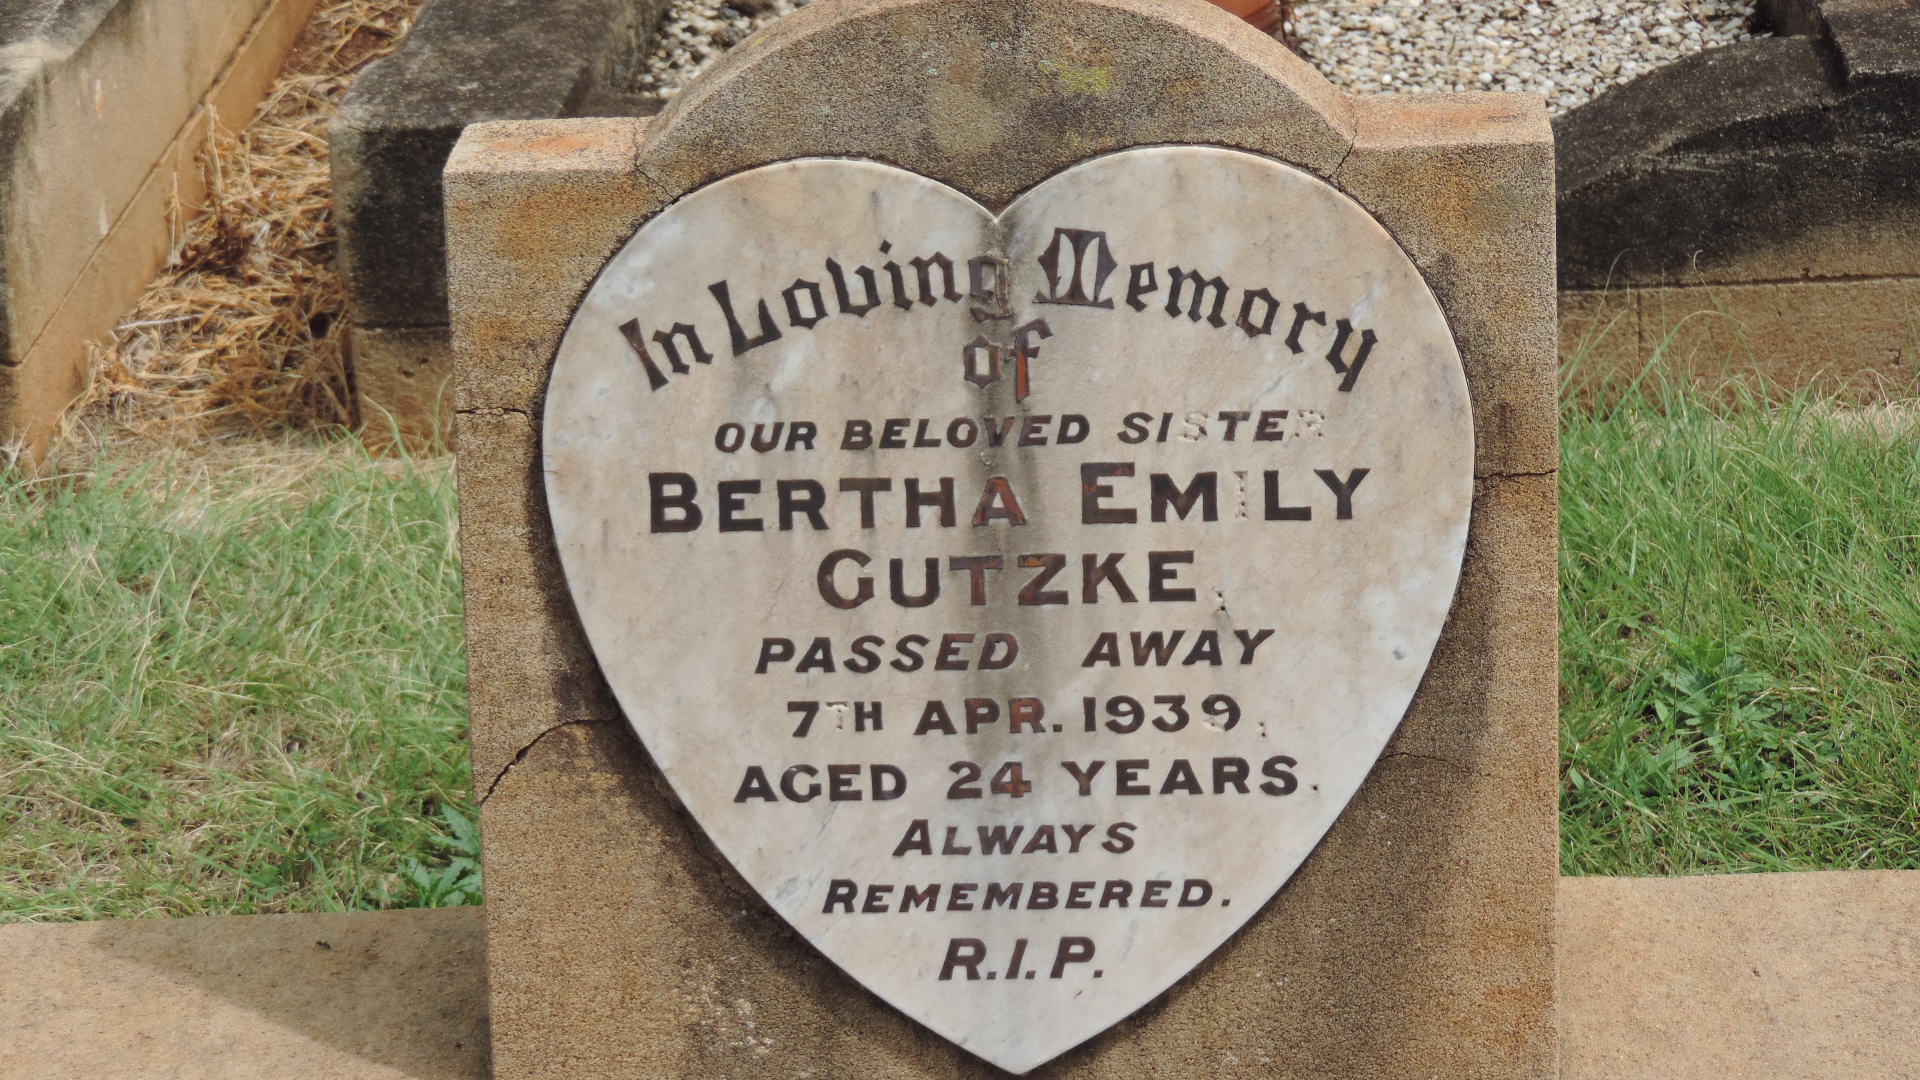 In Loving Memory
of
OUR BELOVED SISTER
BERTHA EMILY
GUTZKE.
PASSED AWAY
7TH APR. 1939,
AGED 24 YEARS.
ALWAYS
REMEMBERED.
R.I.P.